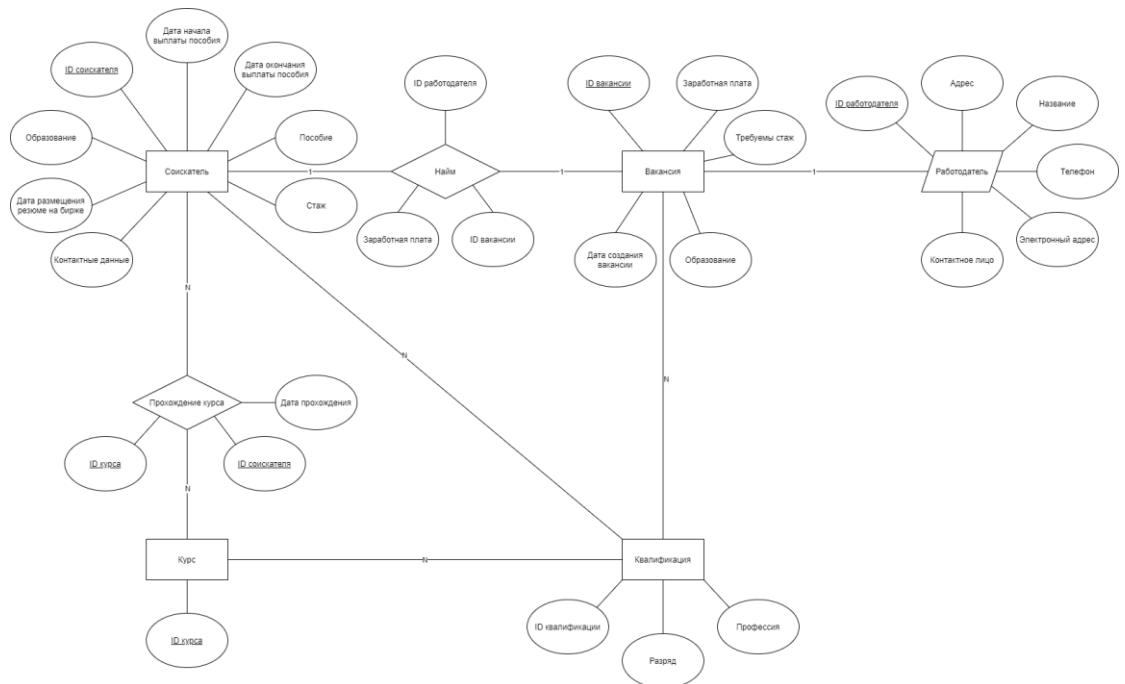 Дата начала
выплаты пособия
ID соискателя
Дата окончания
выплаты пособия
Образование
Пособие
Соискатель
Дата размещения
резюме на бирже
Стаж
Контактные данные
1
ID работодателя
Найм
Заработная плата
ID вакансии
1
ID вакансии
Заработная плата
Требуемы стаж
Вакансия
Дата создания
вакансии
Образование
1
ID работодателя
Адрес
Название
Работодатель
Телефон
Электронный адрес
Контактное лицо
N
N
N
Прохождение курса
Дата прохождения
ID курса
ID соискателя
N
Курс
N
Квалификация
ID курса
ID квалификации
Разряд
Профессия